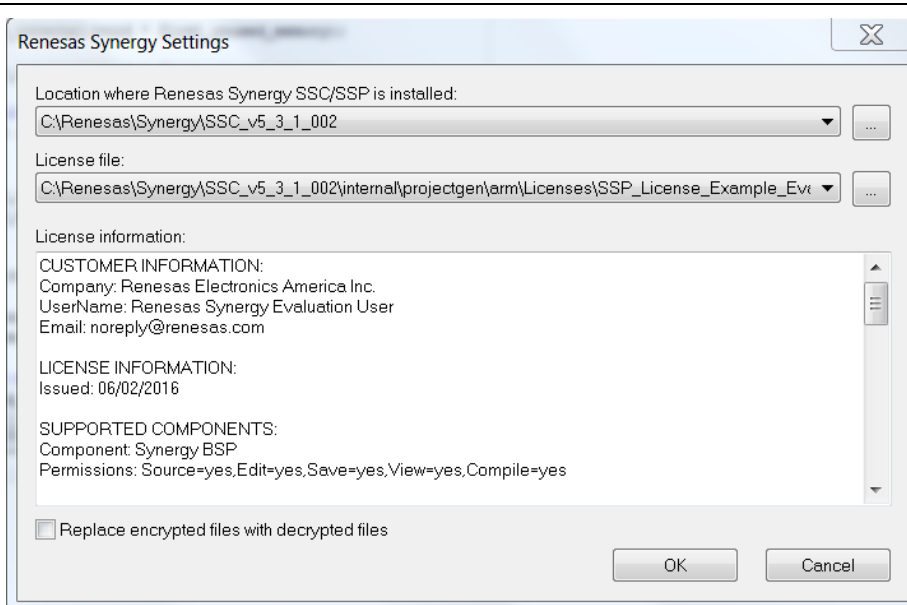 Renesas Synergy Settings
Location where Renesas Synergy SSC/SSP is installed:
C:\Renesas\Synergy\SSC_v5_3_1_002
...
License file:
C:\Renesas\Synergy\SSC_v5_3_1_002\internal\projectgen\arm\Licenses\SSP_License_Example_Eva
...
License information:
CUSTOMER INFORMATION:
Company: Renesas Electronics America Inc.
UserName: Renesas Synergy Evaluation User
Email: noreply@renesas.com
LICENSE INFORMATION:
Issued: 06/02/2016
SUPPORTED COMPONENTS:
Component: Synergy BSP
Permissions: Source=yes,Edit=yes,Save=yes,View=yes,Compile=yes
Replace encrypted files with decrypted files
OK
Cancel